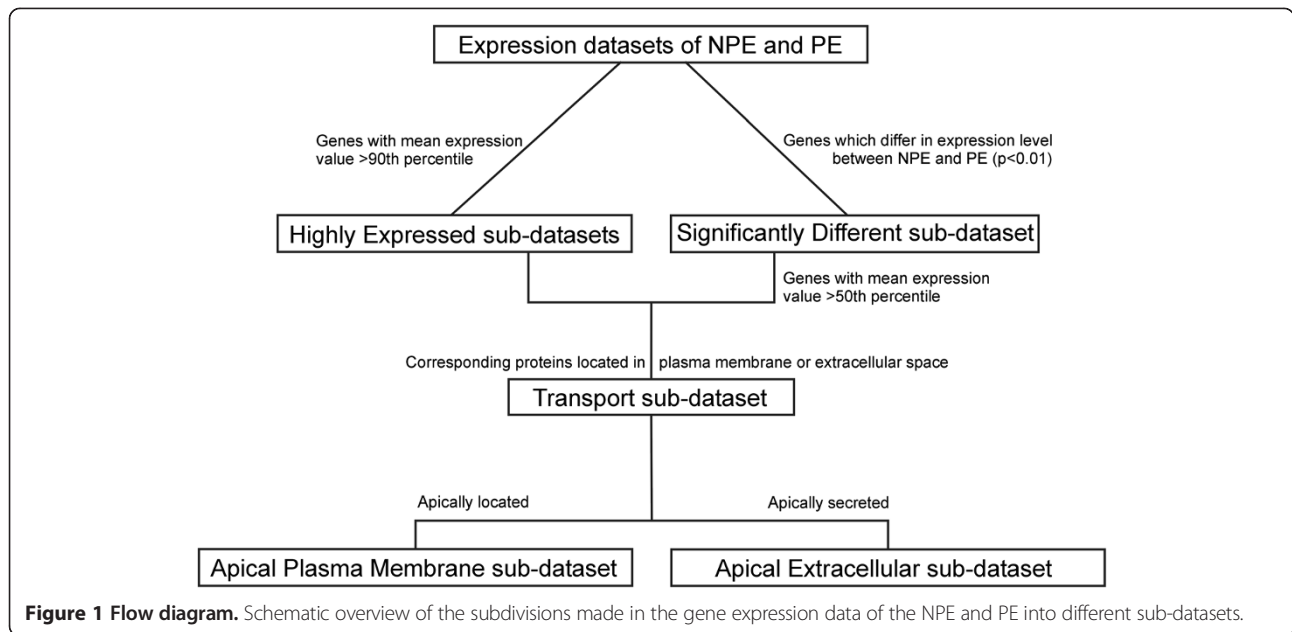 Expression datasets of NPE and PE
Genes with mean expression
value >90th percentile
Genes which differ in expression level
between NPE and PE (p<0.01)
Highly Expressed sub-datasets
Significantly Different sub-dataset
Genes with mean expression
value >50th percentile
Corresponding proteins located in plasma membrane or extracellular space
Transport sub-dataset
Apically located
Apically secreted
Apical Plasma Membrane sub-dataset
Apical Extracellular sub-dataset
Figure 1 Flow diagram. Schematic overview of the subdivisions made in the gene expression data of the NPE and PE into different sub-datasets.